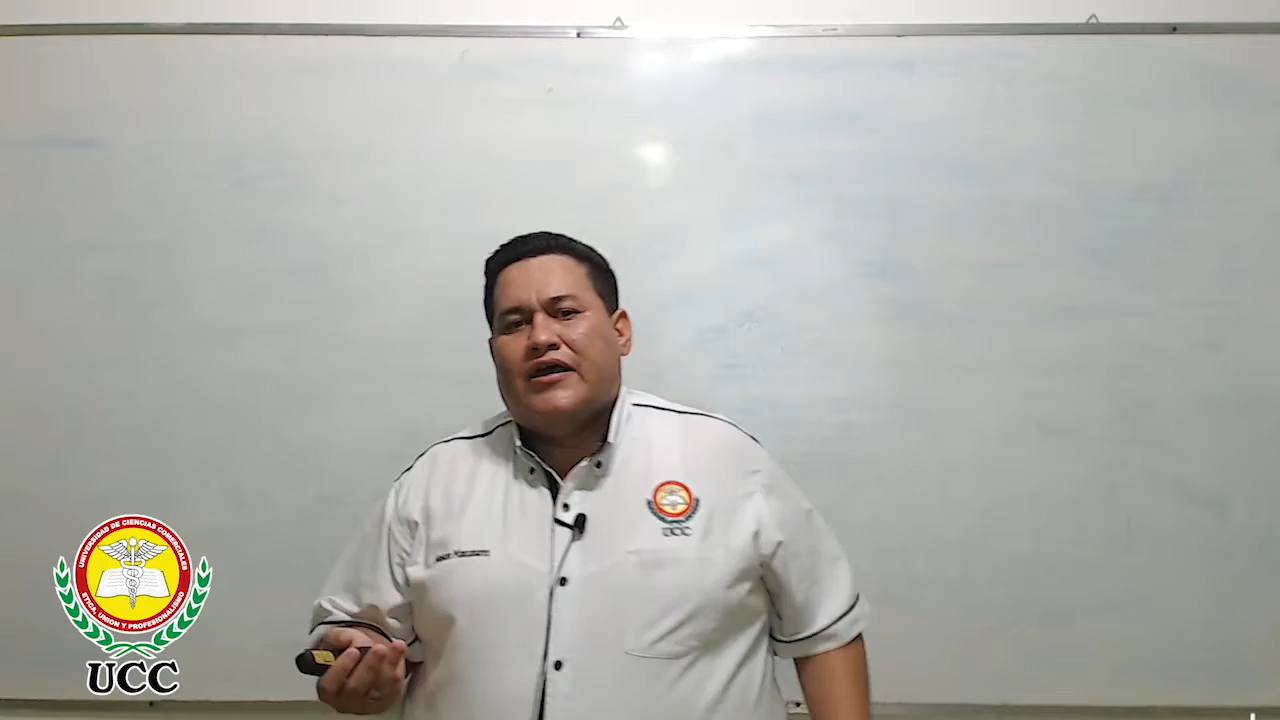 UNIVERSIDAD DE CIENCIAS COMERCIALES
ETICA, UNION Y PROFESIONALISMO
UCC
UCC